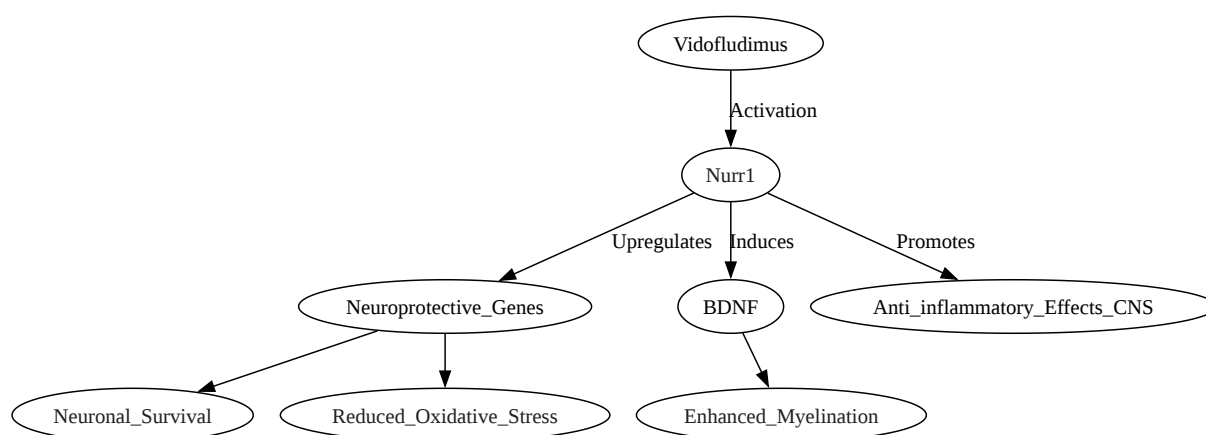 Vidofludimus
Activation
Nurr1
Upregulates
Induces
Promotes
Neuroprotective_Genes
BDNF
Anti_inflammatory_Effects_CNS
Neuronal_Survival
Reduced_Oxidative_Stress
Enhanced_Myelination